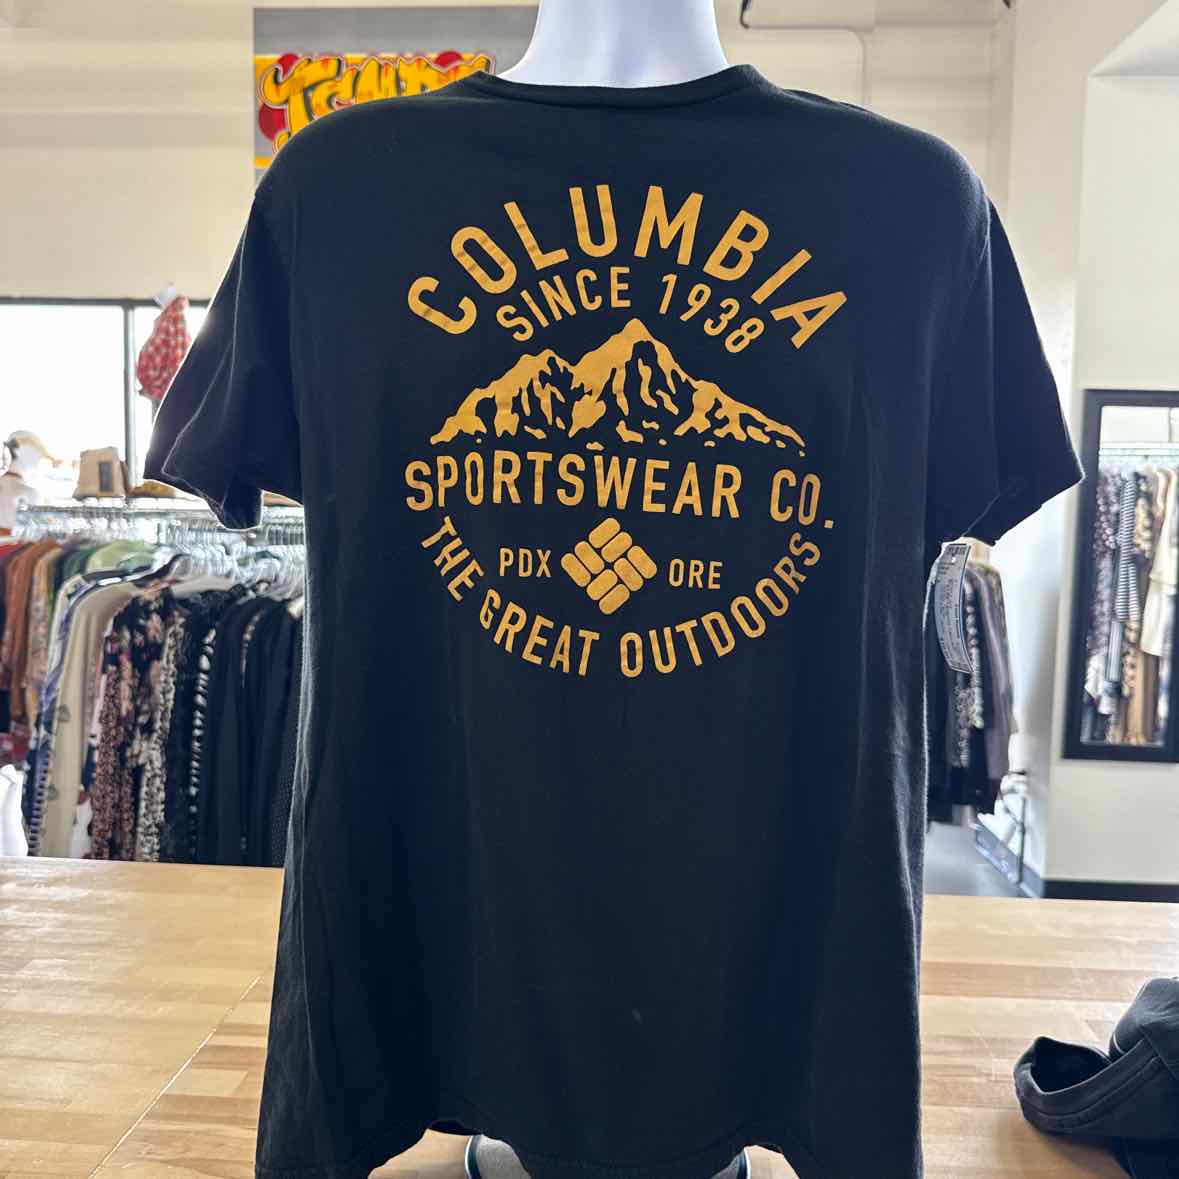 COLUMBIA
SINCE 1938
SPORTSWEAR CO.
PDX ORE
THE GREAT OUTDOORS